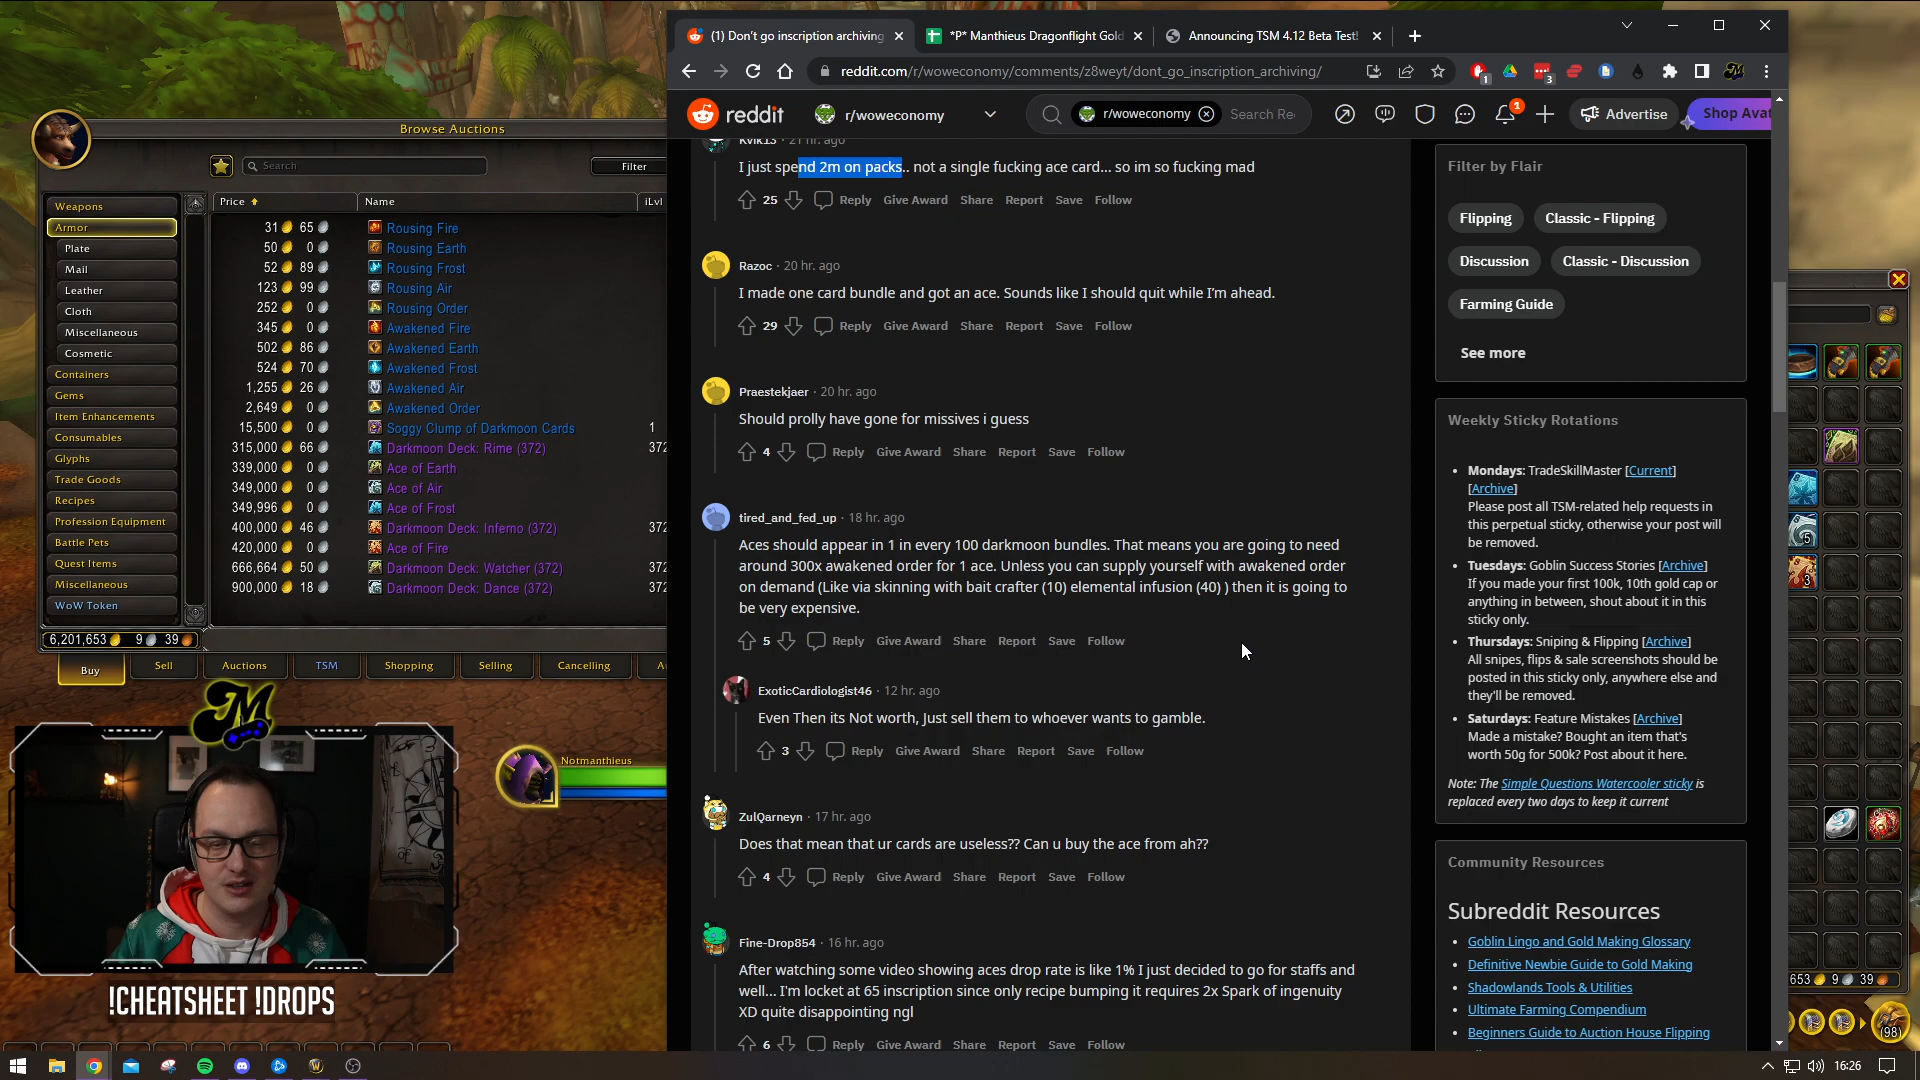 (1) Don't go inscription archiving
*P* Manthieus Dragonflight Gold
Announcing TSM 4.12 Beta Test!
reddit.com/r/woweconomy/comments/z8weyt/dont_go_inscription_archiving/
1
3
reddit
r/woweconomy
r/woweconomy
Search Re
1
Advertise
Shop Avat
Browse Auctions
Search
Filter
Weapons
Armor
Plate
Mail
Leather
Cloth
Miscellaneous
Cosmetic
Containers
Gems
Item Enhancements
Consumables
Glyphs
Trade Goods
Recipes
Profession Equipment
Battle Pets
Quest Items
Miscellaneous
WoW Token
Price Name iLvl
31 65 Rousing Fire
50 0 Rousing Earth
52 89 Rousing Frost
123 99 Rousing Air
252 0 Rousing Order
345 0 Awakened Fire
502 86 Awakened Earth
524 70 Awakened Frost
1,255 26 Awakened Air
2,649 0 Awakened Order
15,500 0 Soggy Clump of Darkmoon Cards 1
315,000 66 Darkmoon Deck: Rime (372) 372
339,000 0 Ace of Earth
349,000 0 Ace of Air
349,996 0 Ace of Frost
400,000 46 Darkmoon Deck: Inferno (372) 372
420,000 0 Ace of Fire
666,664 50 Darkmoon Deck: Watcher (372) 372
900,000 18 Darkmoon Deck: Dance (372) 372
6,201,653 9 39
Buy
Sell
Auctions
TSM
Shopping
Selling
Cancelling
A
Notmanthieus
M
!CHEATSHEET !DROPS
Kvik13 · 21 hr. ago
I just spend 2m on packs.. not a single fucking ace card... so im so fucking mad
25 Reply Give Award Share Report Save Follow
Razoc · 20 hr. ago
I made one card bundle and got an ace. Sounds like I should quit while I'm ahead.
29 Reply Give Award Share Report Save Follow
Praestekjaer · 20 hr. ago
Should prolly have gone for missives i guess
4 Reply Give Award Share Report Save Follow
tired_and_fed_up · 18 hr. ago
Aces should appear in 1 in every 100 darkmoon bundles. That means you are going to need
around 300x awakened order for 1 ace. Unless you can supply yourself with awakened order
on demand (Like via skinning with bait crafter (10) elemental infusion (40) ) then it is going to
be very expensive.
5 Reply Give Award Share Report Save Follow
ExoticCardiologist46 · 12 hr. ago
Even Then its Not worth, Just sell them to whoever wants to gamble.
3 Reply Give Award Share Report Save Follow
ZulQarneyn · 17 hr. ago
Does that mean that ur cards are useless?? Can u buy the ace from ah??
4 Reply Give Award Share Report Save Follow
Fine-Drop854 · 16 hr. ago
After watching some video showing aces drop rate is like 1% I just decided to go for staffs and
well... I'm locket at 65 inscription since only recipe bumping it requires 2x Spark of ingenuity
XD quite disappointing ngl
6 Reply Give Award Share Report Save Follow
Filter by Flair
Flipping
Classic - Flipping
Discussion
Classic - Discussion
Farming Guide
See more
Weekly Sticky Rotations
• Mondays: TradeSkillMaster [Current]
[Archive]
Please post all TSM-related help requests in
this perpetual sticky, otherwise your post will
be removed.
• Tuesdays: Goblin Success Stories [Archive]
If you made your first 100k, 10th gold cap or
anything in between, shout about it in this
sticky only.
• Thursdays: Sniping & Flipping [Archive]
All snipes, flips & sale screenshots should be
posted in this sticky only, anywhere else and
they'll be removed.
• Saturdays: Feature Mistakes [Archive]
Made a mistake? Bought an item that's
worth 50g for 500k? Post about it here.
Note: The Simple Questions Watercooler sticky is
replaced every two days to keep it current
Community Resources
Subreddit Resources
• Goblin Lingo and Gold Making Glossary
• Definitive Newbie Guide to Gold Making
• Shadowlands Tools & Utilities
• Ultimate Farming Compendium
• Beginners Guide to Auction House Flipping
5
3
653 9 39
(98)
16:26